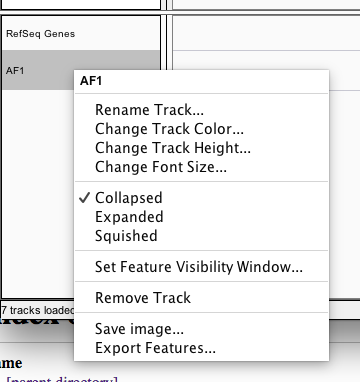 RefSeq Genes
AF1
AF1
Rename Track...
Change Track Color...
Change Track Height...
Change Font Size...
Collapsed
Expanded
Squished
Set Feature Visibility Window...
Remove Track
7 tracks loaded
Save image...
Export Features...
[parent directory]